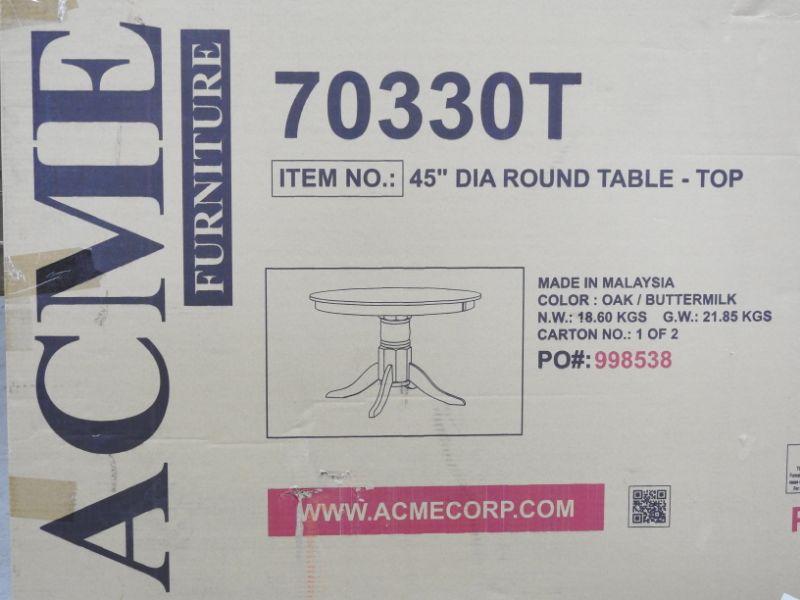 ACME
FURNITURE
70330T
ITEM NO.: 45" DIA ROUND TABLE - TOP
MADE IN MALAYSIA
COLOR : OAK / BUTTERMILK
N.W.: 18.60 KGS G.W.: 21.85 KGS
CARTON NO.: 1 OF 2
PO#: 998538
WWW.ACMECORP.COM